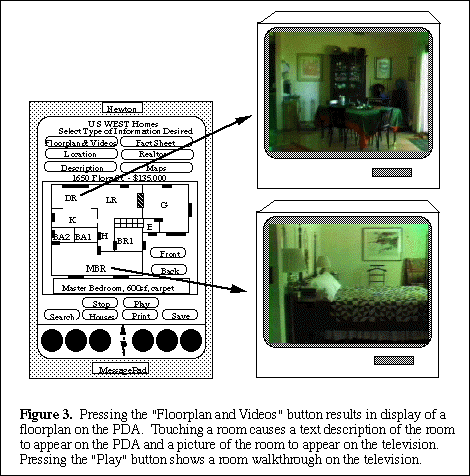 Newton
US WEST Homes
Select Type of Information Desired
Floorplan & Videos Fact Sheet
Location Realtor
Description Maps
1650 Flora - $135,000
DR LR G
K E
BA2 BA1 H BR1
Front
MBR Back
Master Bedroom, 600sf, carpet
Stop Play
Search Houses Print Save
MessagePad
Figure 3. Pressing the "Floorplan and Videos" button results in display of a
floorplan on the PDA. Touching a room causes a text description of the room
to appear on the PDA and a picture of the room to appear on the television.
Pressing the "Play" button shows a room walkthrough on the television.